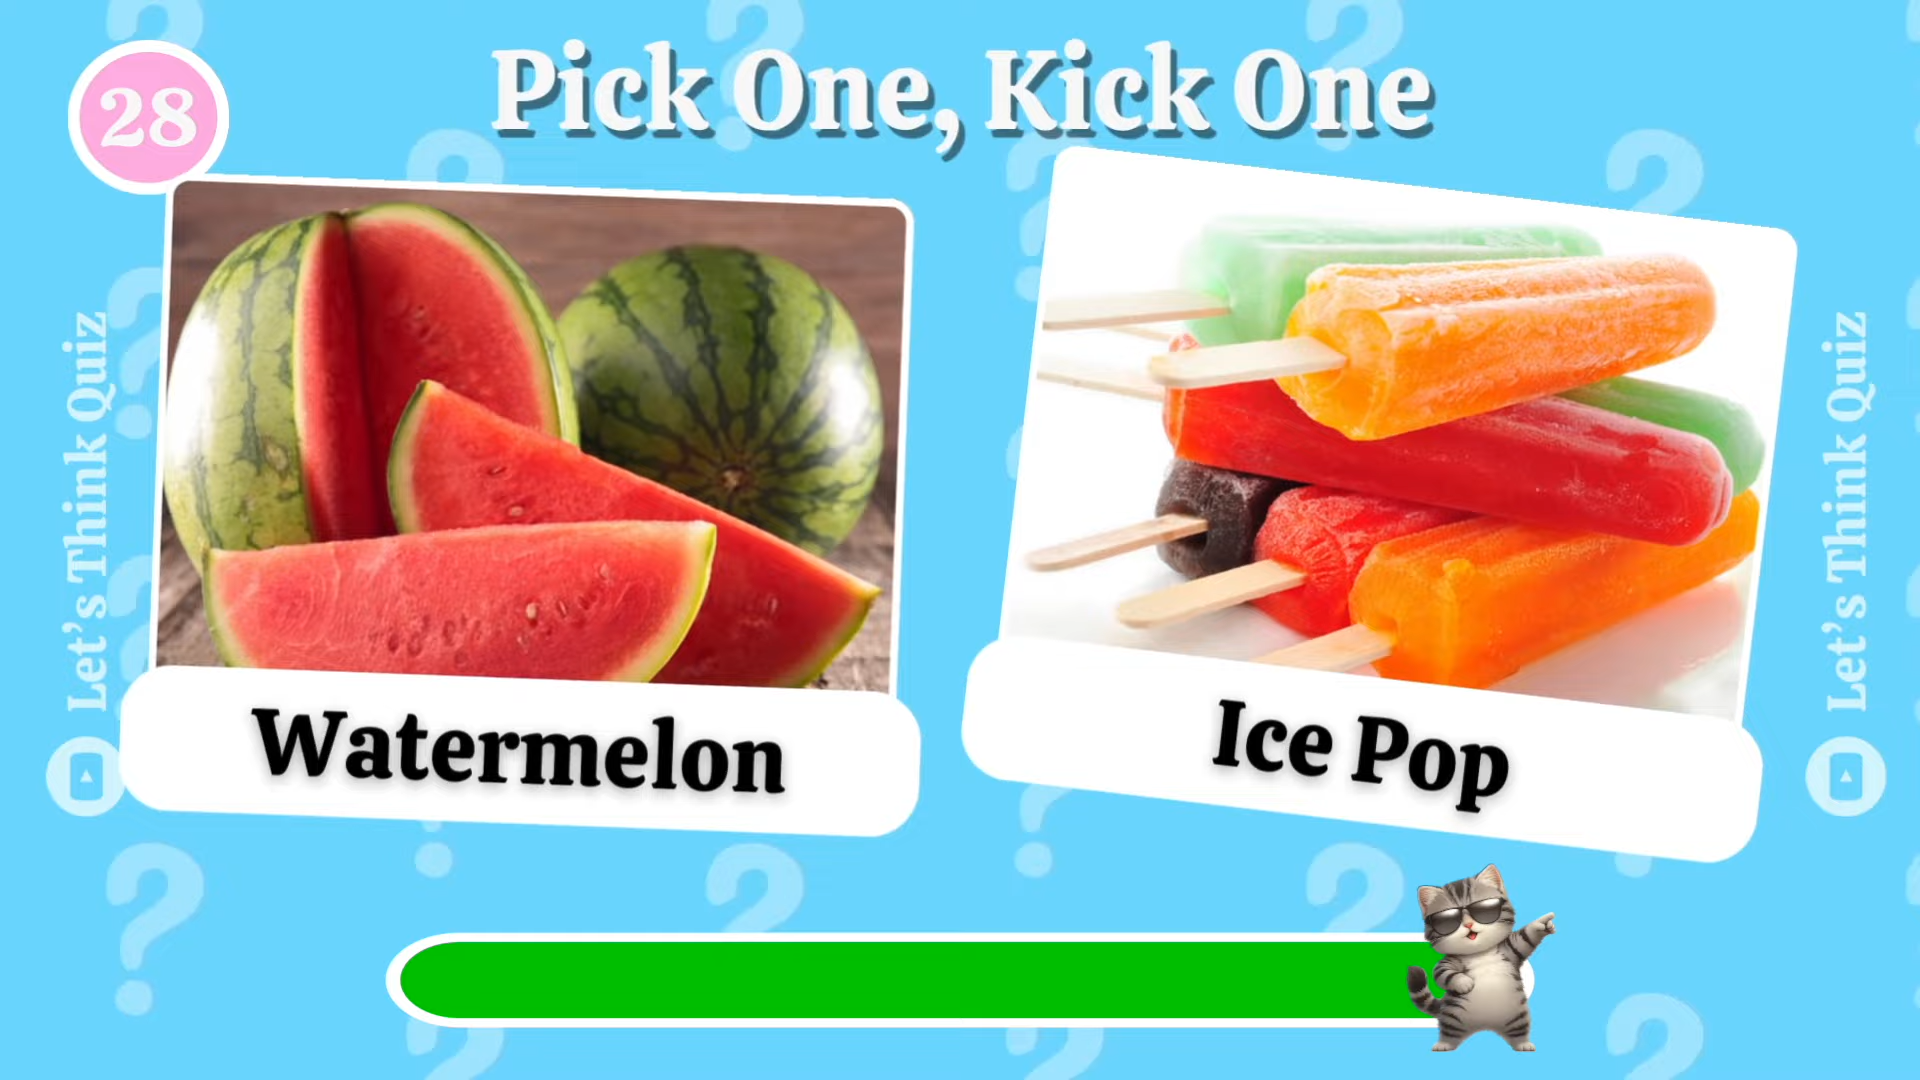 28
Pick One, Kick One
Let's Think Quiz
Watermelon
Ice Pop
Let's Think Quiz